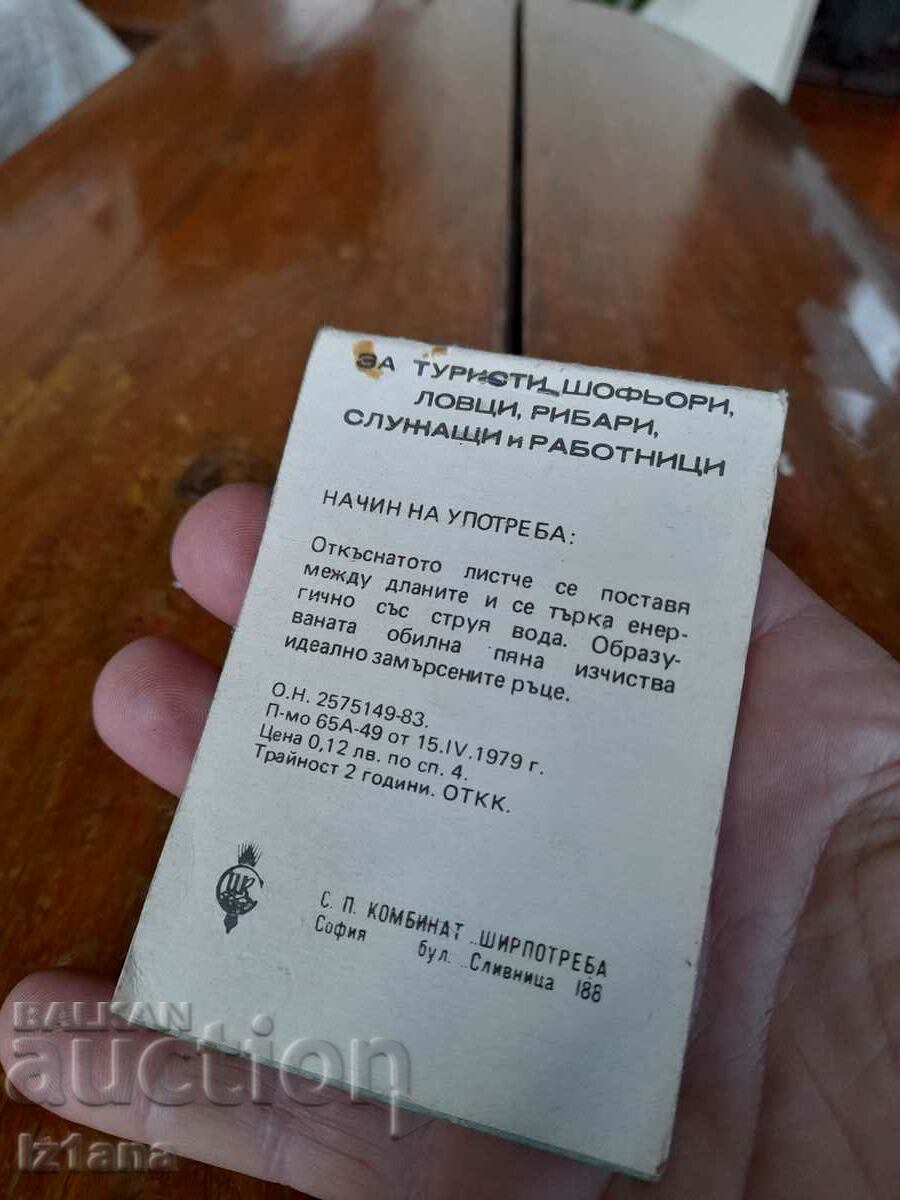 ЗА ТУРИСТИ, ШОФЬОРИ,
ЛОВЦИ, РИБАРИ,
СЛУЖАЩИ и РАБОТНИЦИ
НАЧИН НА УПОТРЕБА:
Откъснатото листче се поставя
между дланите и се търка енер-
гично със струя вода. Образу-
ваната обилна пяна изчиства
идеално замърсените ръце.
О.Н. 2575149-83.
П-мо 65А-49 от 15.IV.1979 г.
Цена 0,12 лв. по сп. 4.
Трайност 2 години. ОТКК.
С. П. КОМБИНАТ „ШИРПОТРЕБА
София бул. „Сливница 188
BALKAN
auction
Iz1ana